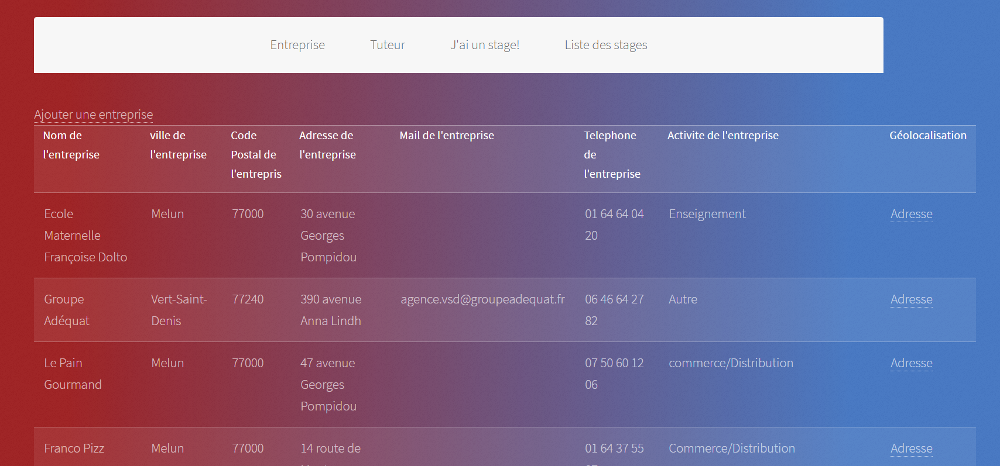 Entreprise Tuteur J'ai un stage! Liste des stages
Ajouter une entreprise
Nom de ville de Code Adresse de Mail de l'entreprise Telephone Activite de l'entreprise Géolocalisation
l'entreprise l'entreprise Postal de l'entreprise de
l'entrepris l'entreprise
Ecole Melun 77000 30 avenue 01 64 64 04 Enseignement Adresse
Maternelle Georges 20
Françoise Dolto Pompidou
Groupe Vert-Saint- 77240 390 avenue agence.vsd@groupeadequat.fr 06 46 64 27 Autre Adresse
Adéquat Denis Anna Lindh 82
Le Pain Melun 77000 47 avenue 07 50 60 12 commerce/Distribution Adresse
Gourmand Georges 06
Pompidou
Franco Pizz Melun 77000 14 route de 01 64 37 55 Commerce/Distribution Adresse